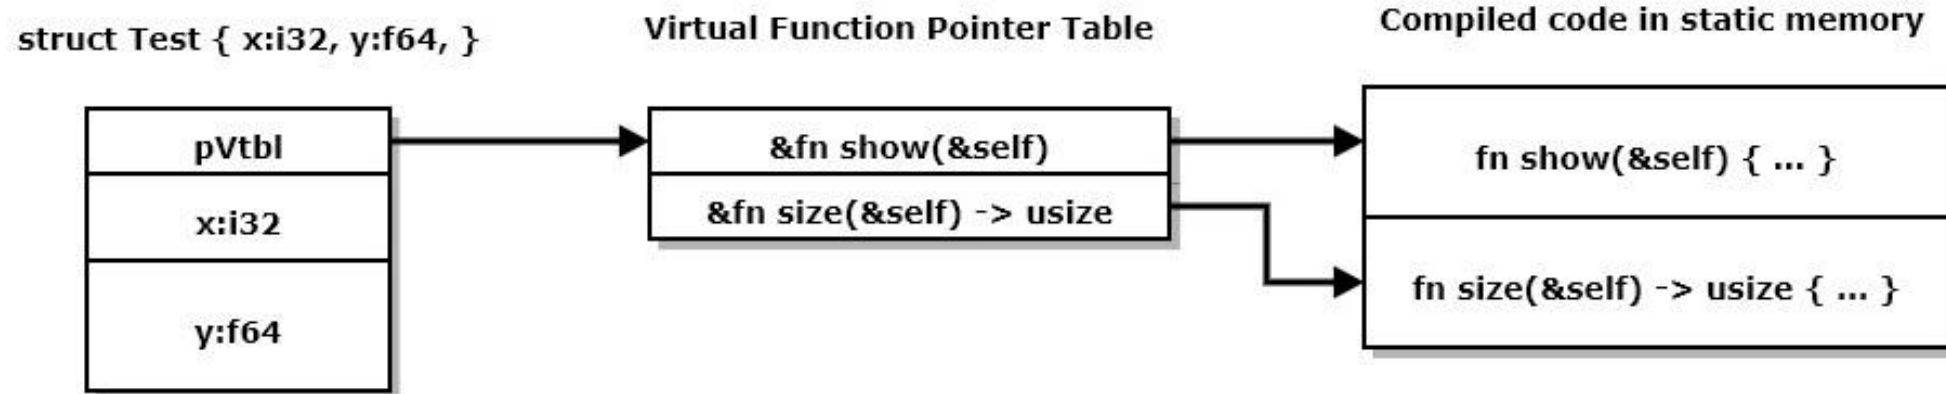 struct Test { x:i32, y:f64, }
pVtbl
x:i32
y:f64
Virtual Function Pointer Table
&fn show(&self)
&fn size(&self) -> usize
Compiled code in static memory
fn show(&self) { ... }
fn size(&self) -> usize { ... }